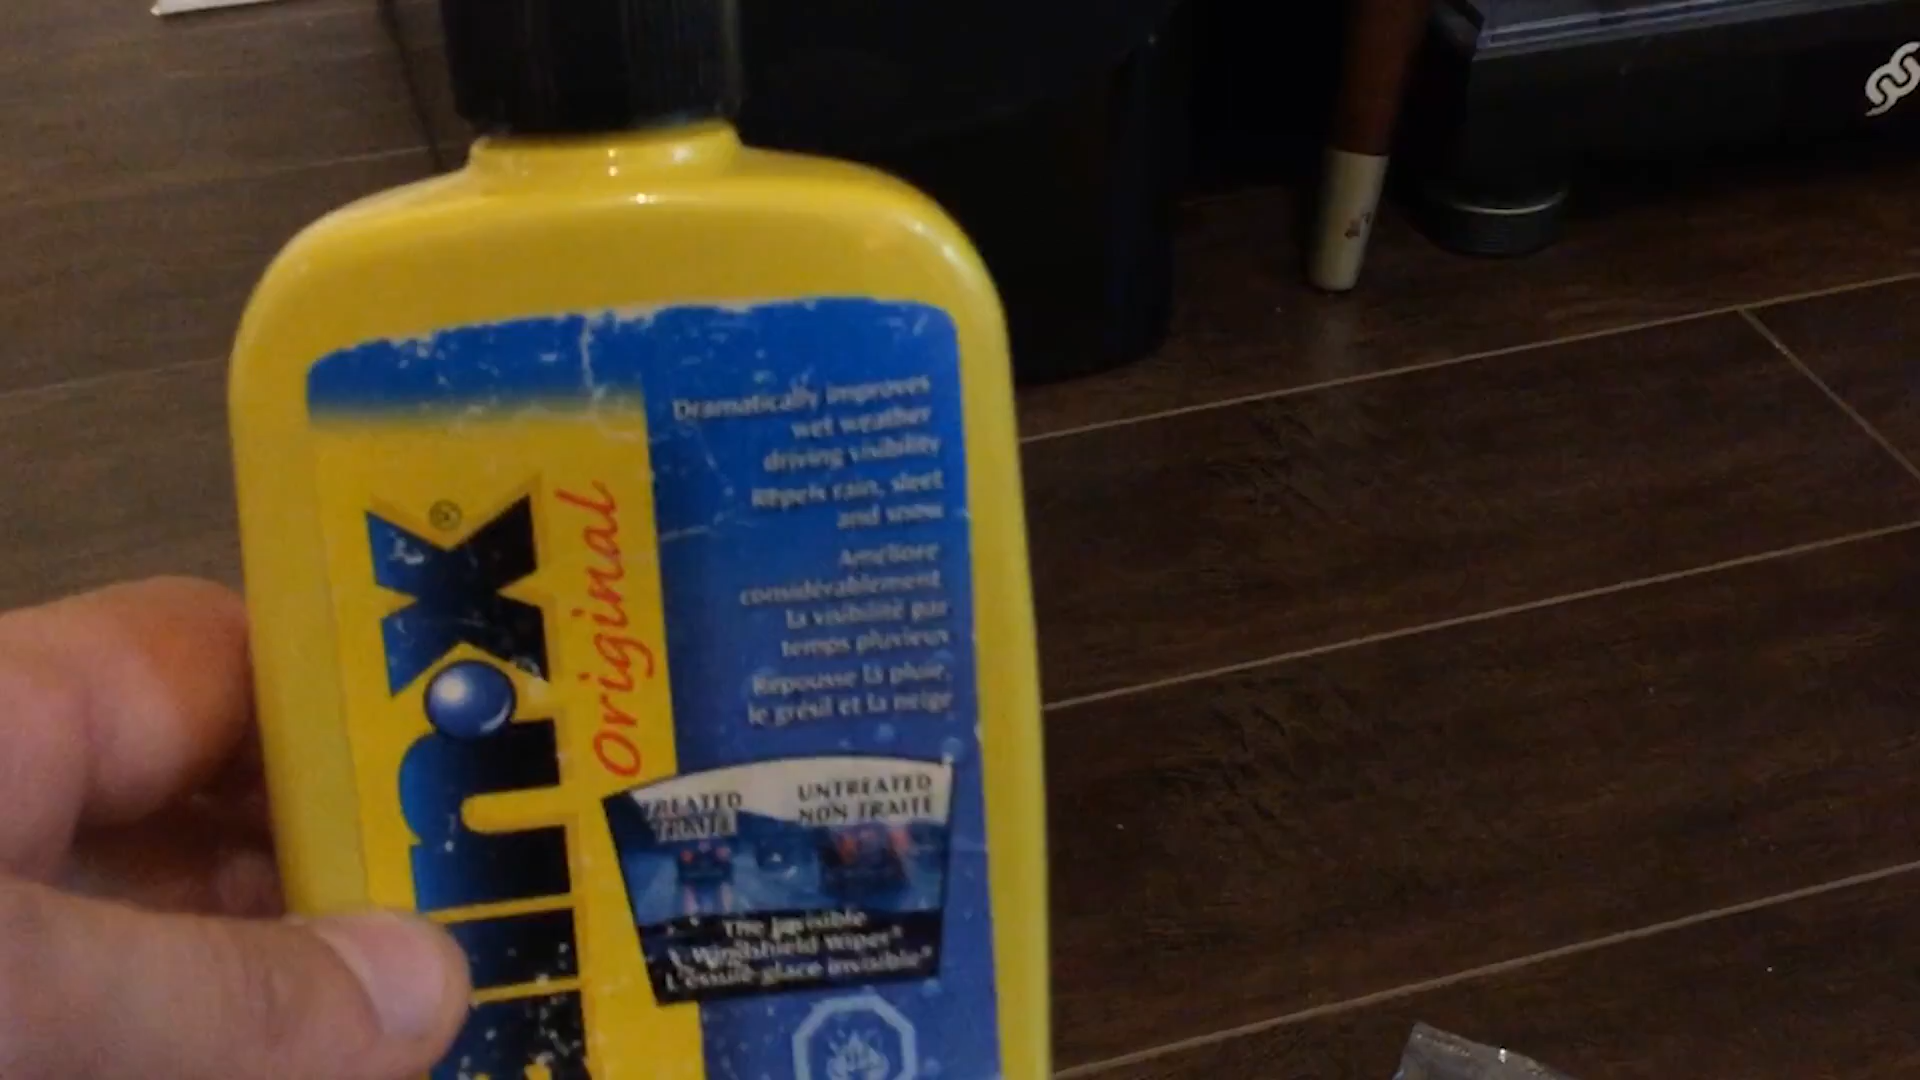 Dramatically improves
wet weather
driving visibility
Repels rain, sleet
and snow
Améliore
considérablement
la visibilité par
temps pluvieux
Repousse la pluie,
le grésil et la neige
in•x®
Original
TREATED
TRAITÉ
UNTREATED
NON TRAITÉ
The Invisible
Windshield Wiper®
L'essuie-glace invisible®